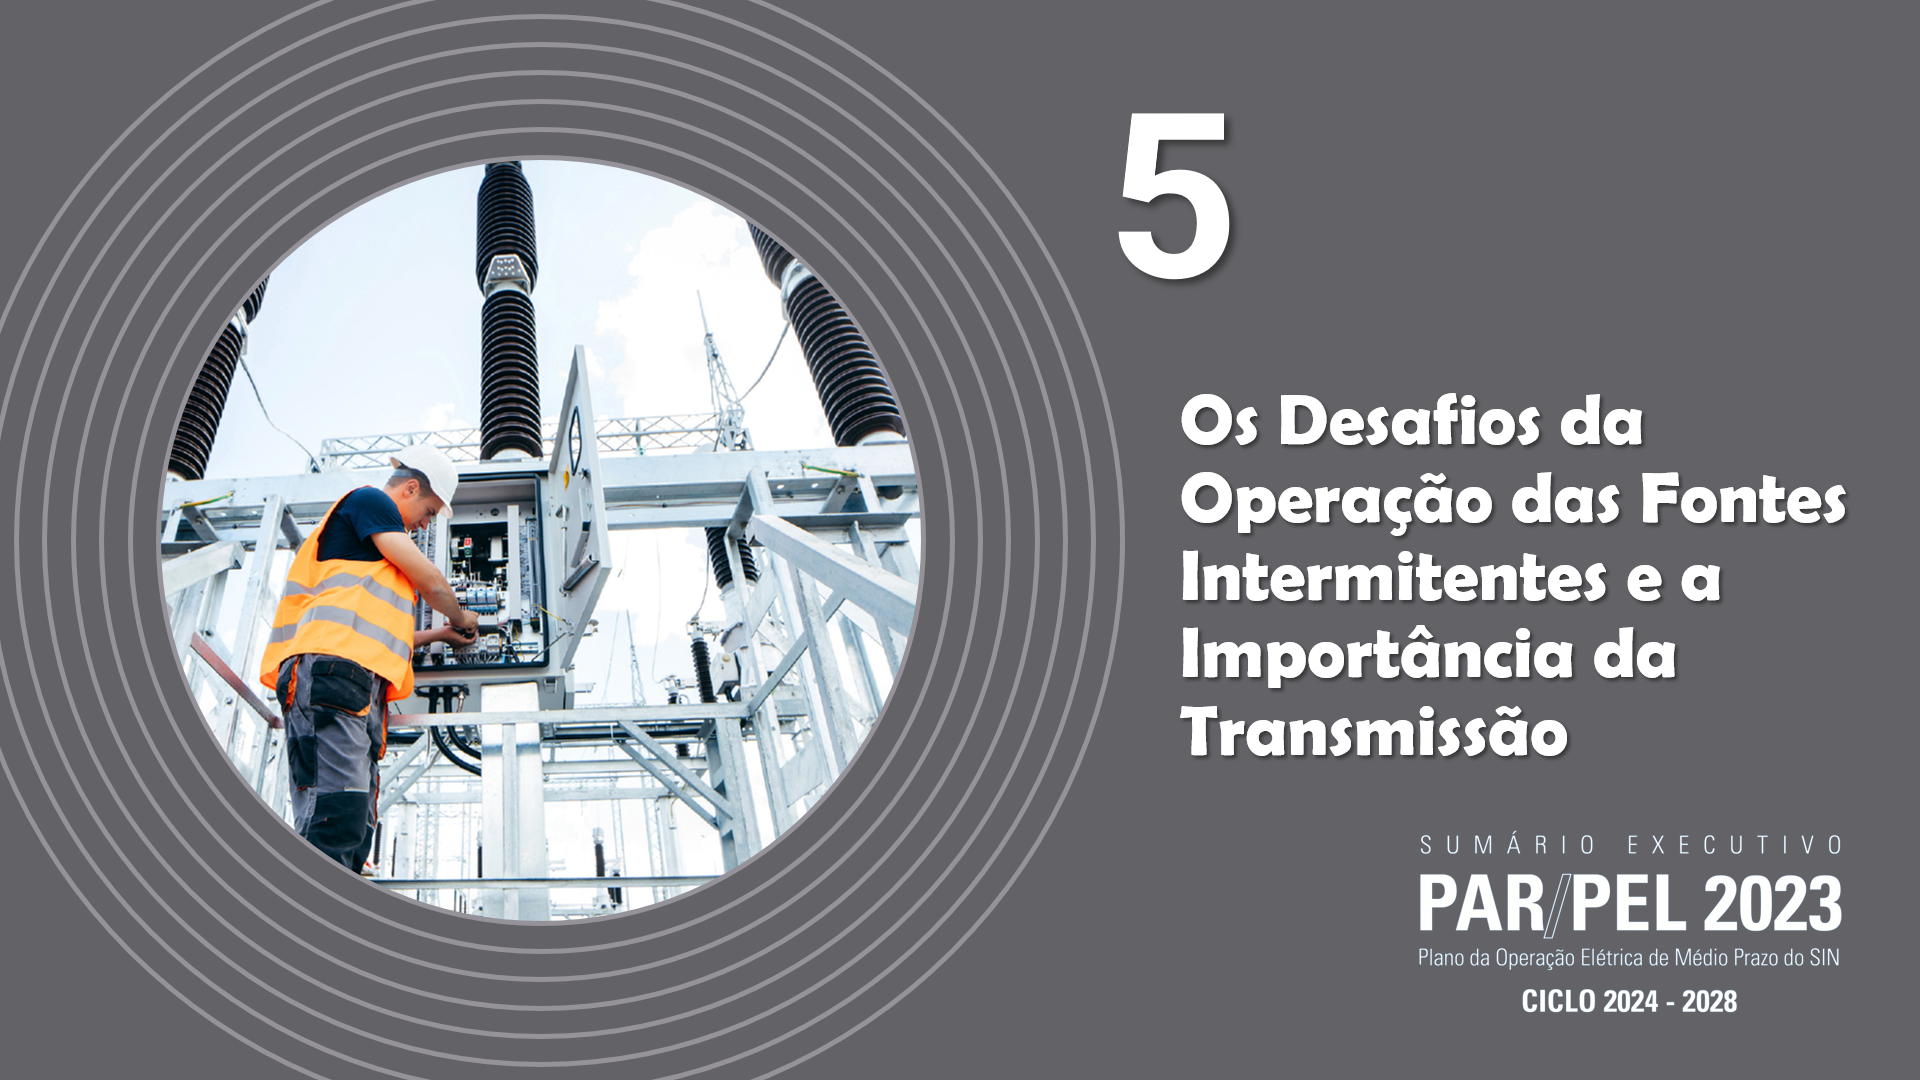 5
Os Desafios da
Operação das Fontes
Intermitentes e a
Importância da
Transmissão
SUMÁRIO EXECUTIVO
PAR/PEL 2023
Plano da Operação Elétrica de Médio Prazo do SIN
CICLO 2024 - 2028